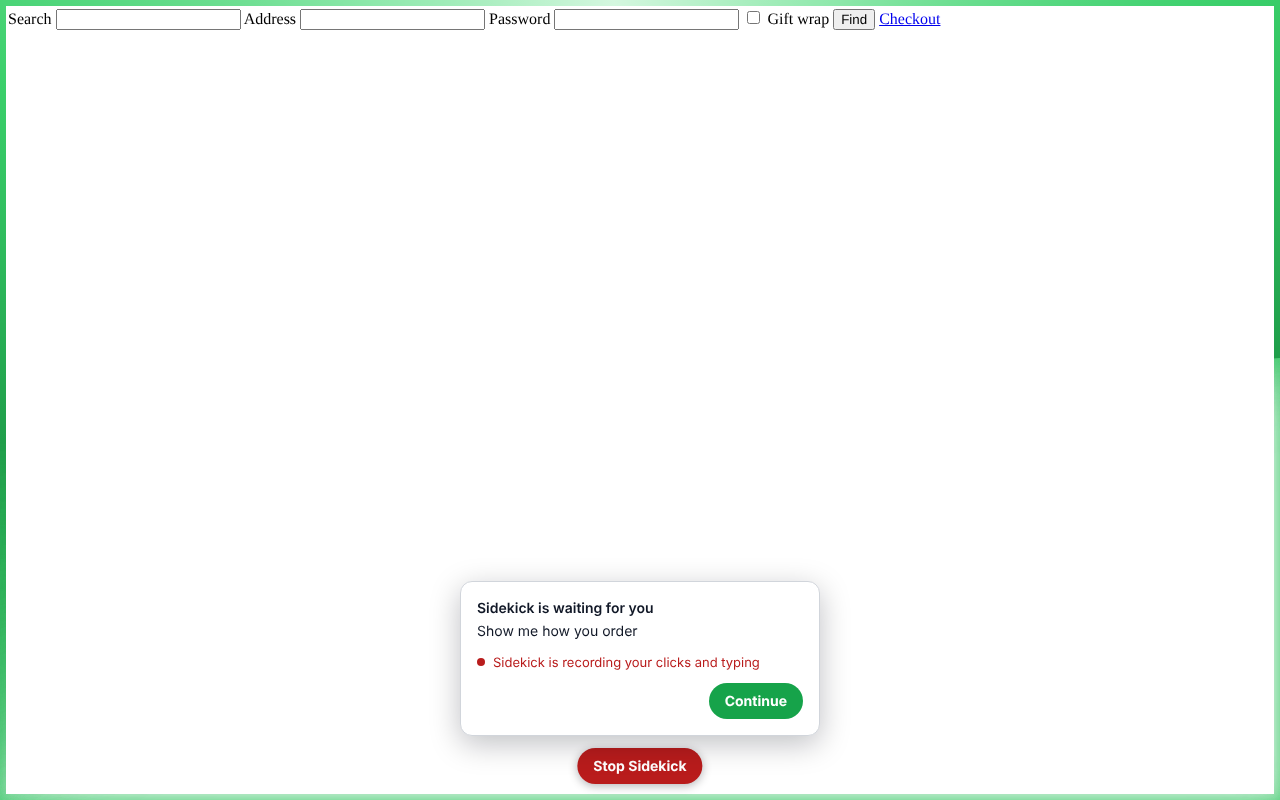 Search Address Password Gift wrap Find Checkout
Sidekick is waiting for you
Show me how you order
Sidekick is recording your clicks and typing
Continue
Stop Sidekick